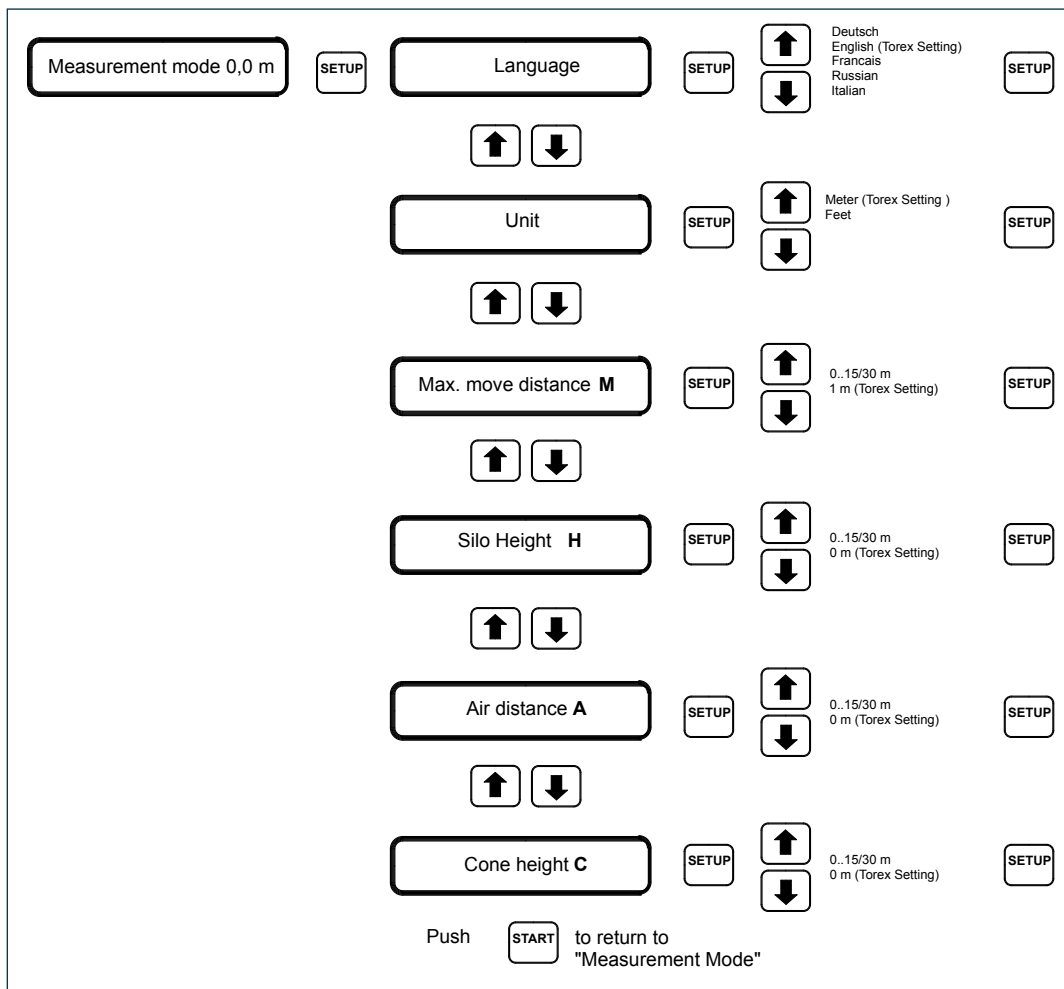 Measurement mode 0,0 m
SETUP
Language
SETUP
Deutsch
English (Torex Setting)
Francais
Russian
Italian
SETUP
Unit
SETUP
Meter (Torex Setting )
Feet
SETUP
Max. move distance M
SETUP
0..15/30 m
1 m (Torex Setting)
SETUP
Silo Height H
SETUP
0..15/30 m
0 m (Torex Setting)
SETUP
Air distance A
SETUP
0..15/30 m
0 m (Torex Setting)
SETUP
Cone height C
SETUP
0..15/30 m
0 m (Torex Setting)
SETUP
Push START to return to
"Measurement Mode"